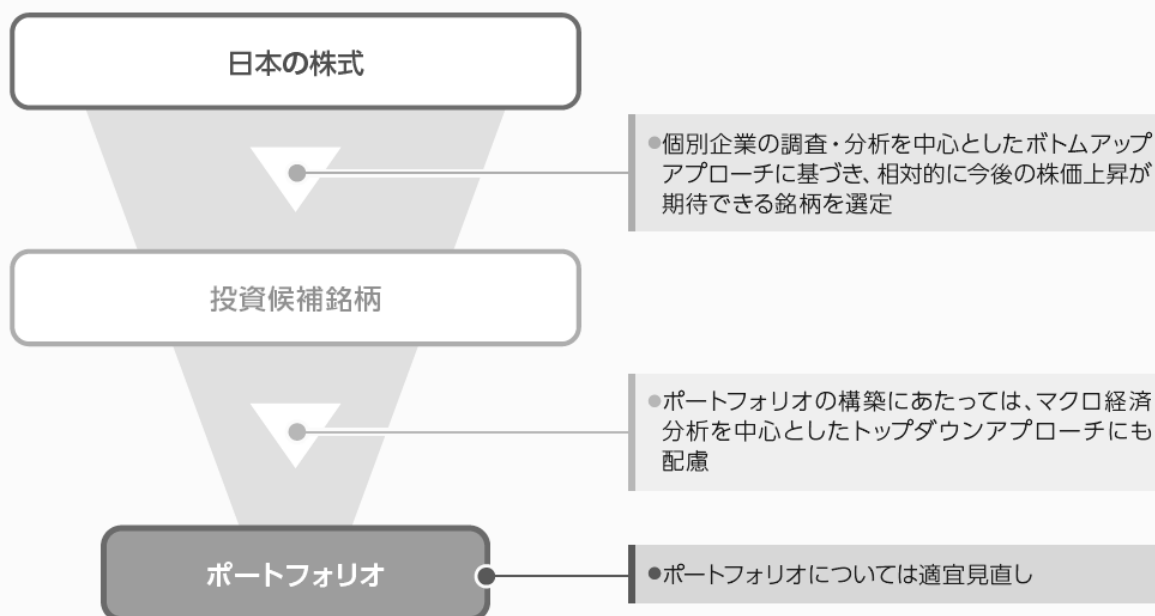 日本の株式
●個別企業の調査・分析を中心としたボトムアップ
アプローチに基づき、相対的に今後の株価上昇が
期待できる銘柄を選定
投資候補銘柄
●ポートフォリオの構築にあたっては、マクロ経済
分析を中心としたトップダウンアプローチにも
配慮
ポートフォリオ
●ポートフォリオについては適宜見直し